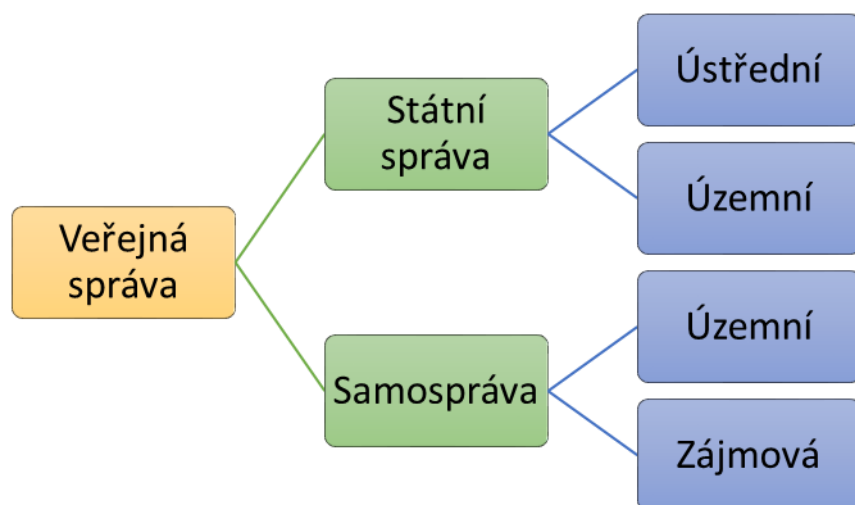 Veřejná
správa
Státní
správa
Samospráva
Ústřední
Územní
Územní
Zájmová